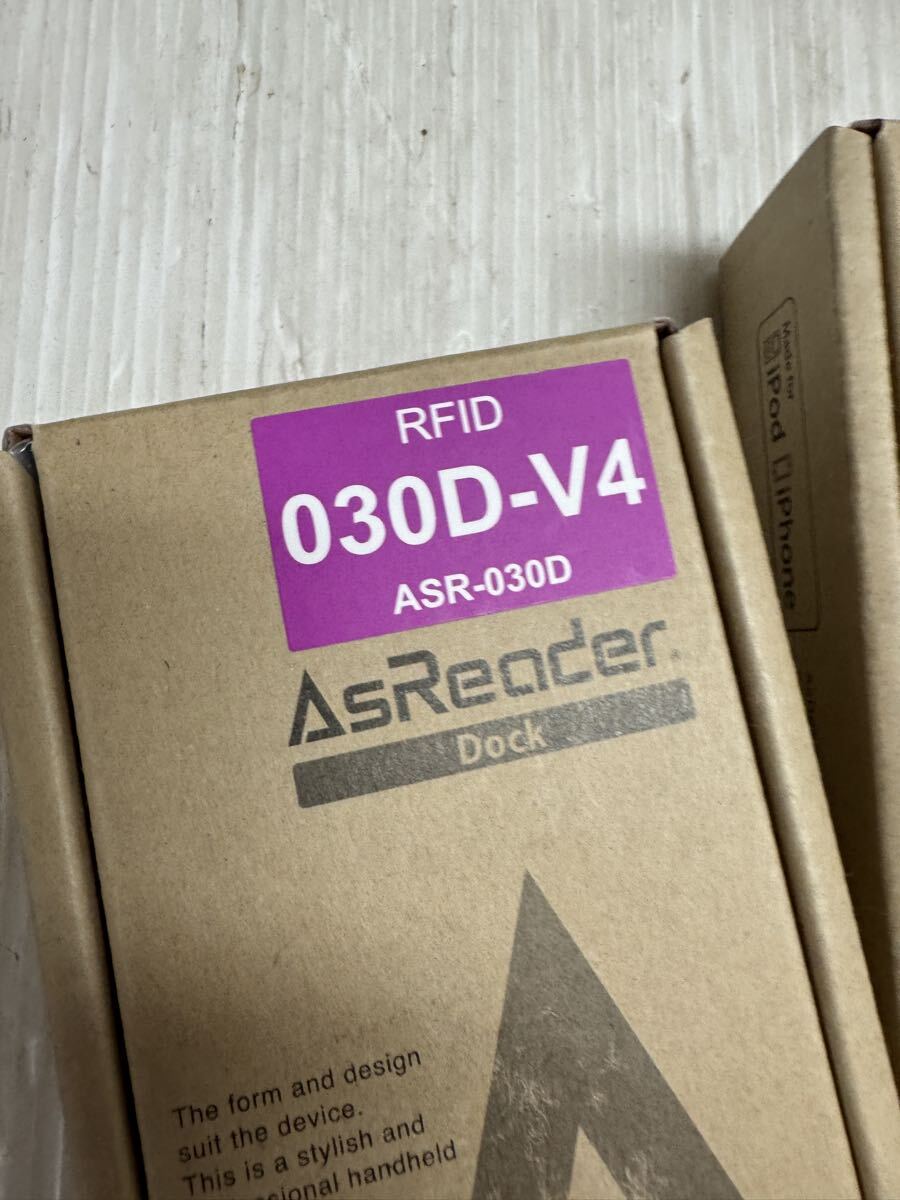 RFID
030D-V4
ASR-030D
AsReader
Dock
The form and design
suit the device.
This is a stylish and
handheld
Made for
iPod iPhone